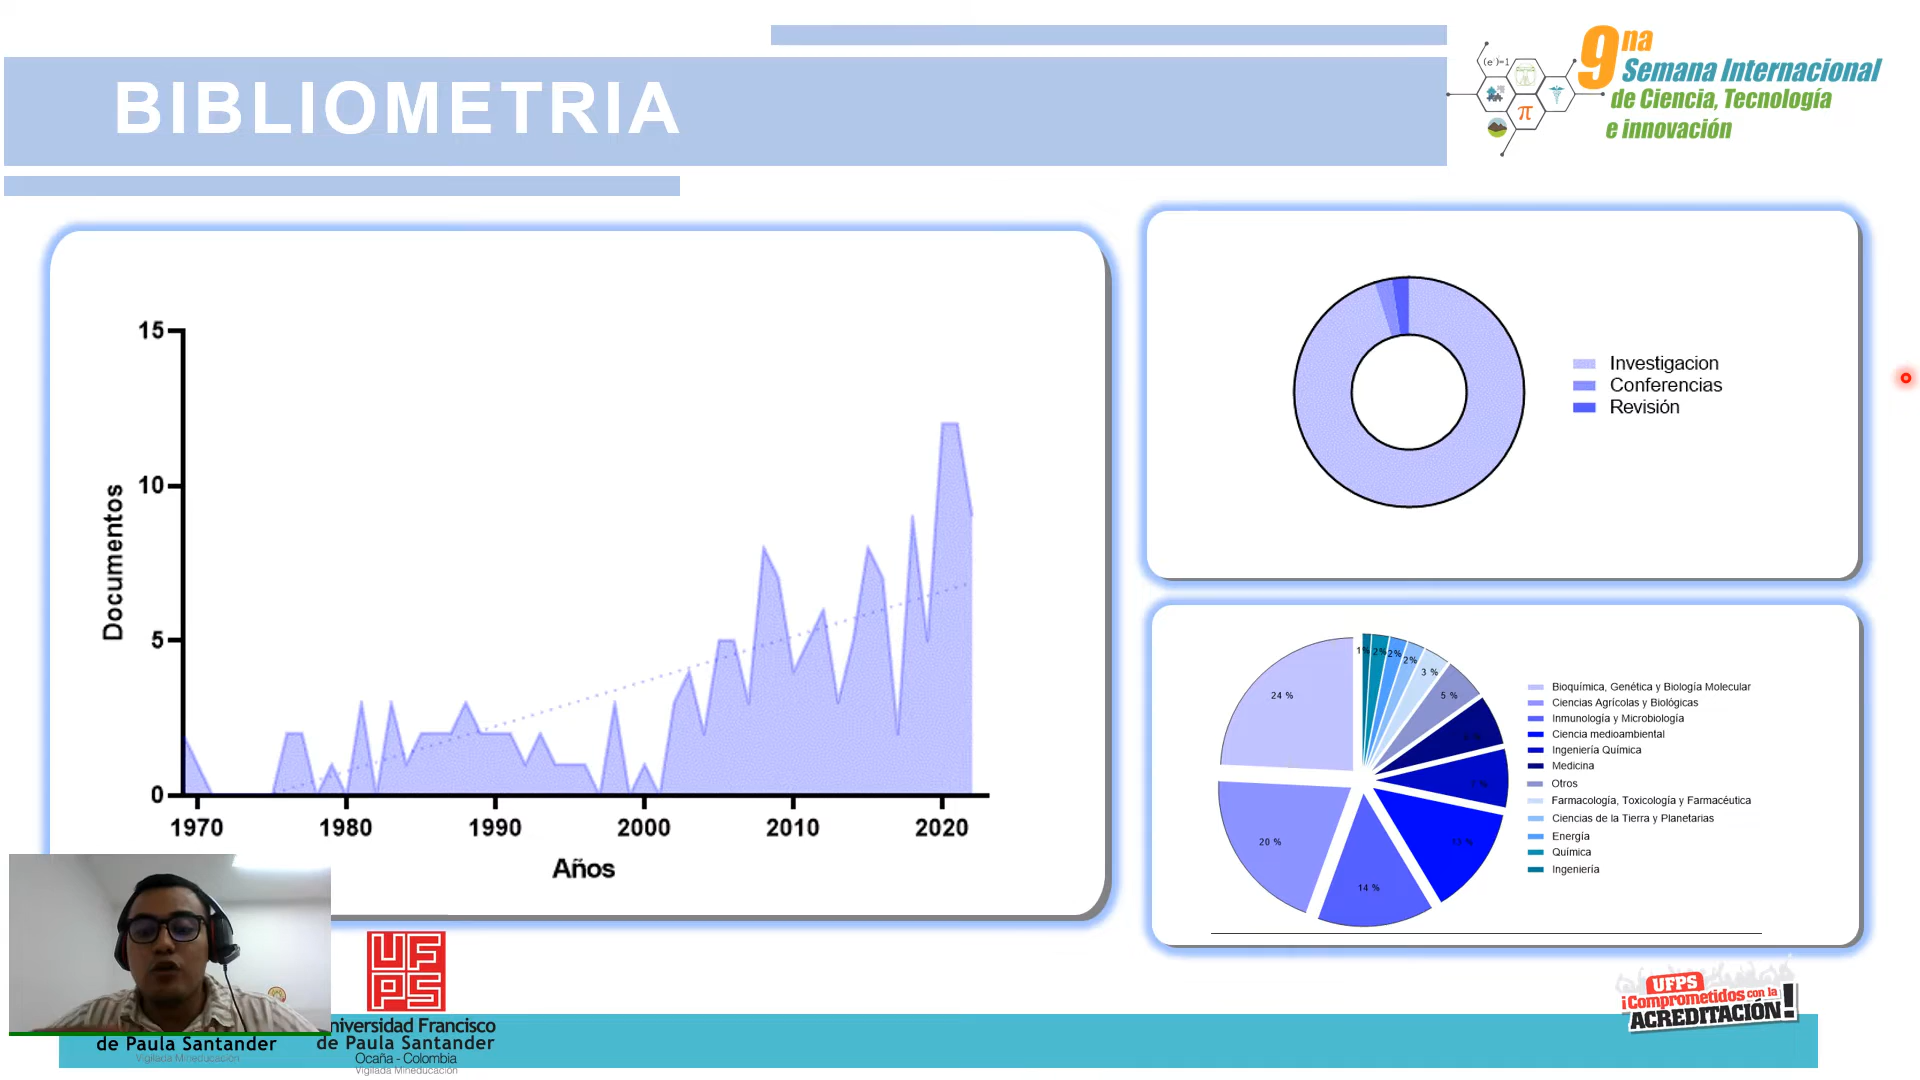 BIBLIOMETRIA
(e)=1
π
9na
Semana Internacional
de Ciencia, Tecnología
e innovación
15
10
5
0
Documentos
1970
1980
1990
2000
2010
2020
Años
Investigacion
Conferencias
Revisión
24 %
20 %
14 %
13 %
5 %
3 %
2%
2%
2%
1%
Bioquímica, Genética y Biología Molecular
Ciencias Agrícolas y Biológicas
Inmunología y Microbiología
Ciencia medioambiental
Ingeniería Química
Medicina
Otros
Farmacología, Toxicología y Farmacéutica
Ciencias de la Tierra y Planetarias
Energía
Química
Ingeniería
de Paula Santander
Vigilada Mineducación
UFPS
niversidad Francisco
de Paula Santander
Ocaña - Colombia
Vigilada Mineducación
UFPS
¡Comprometidos con la
ACREDITACIÓN!